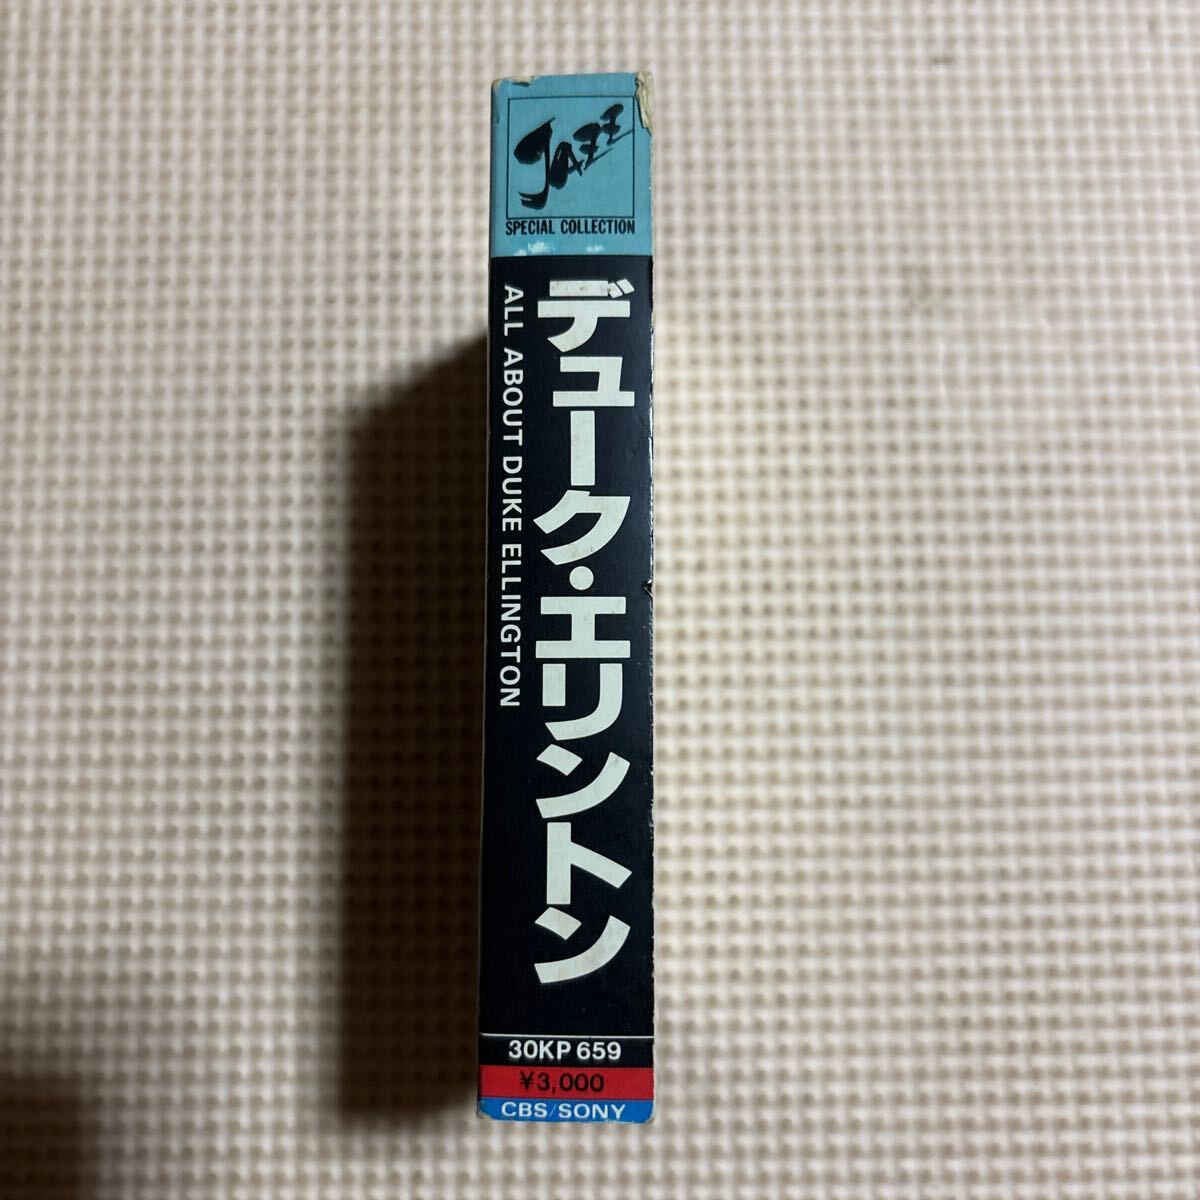 JAZZ
SPECIAL COLLECTION
デューク・エリントン
ALL ABOUT DUKE ELLINGTON
30KP 659
¥3,000
CBS/SONY